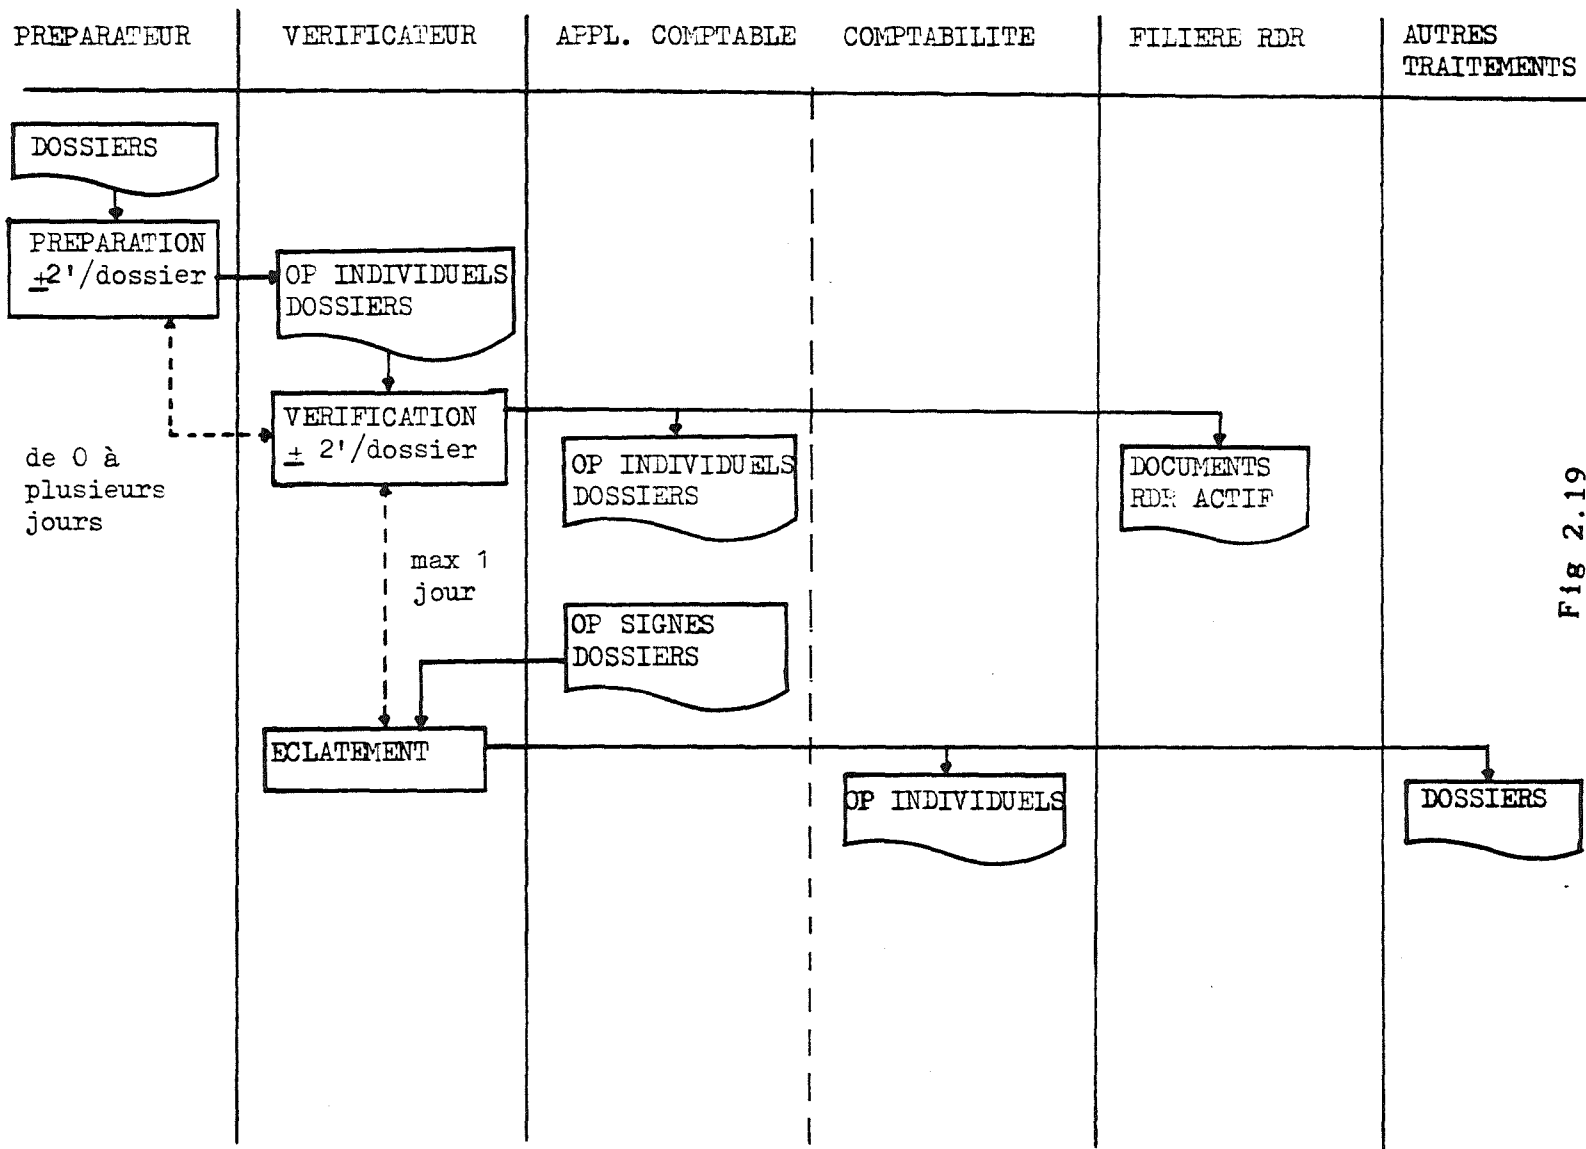 PREPARATEUR
VERIFICATEUR
APPL. COMPTABLE
COMPTABILITE
FILIERE RDR
AUTRES
TRAITEMENTS
DOSSIERS
PREPARATION
±2'/dossier
OP INDIVIDUELS
DOSSIERS
VERIFICATION
± 2'/dossier
de 0 à
plusieurs
jours
OP INDIVIDUELS
DOSSIERS
DOCUMENTS
RDR ACTIF
max 1
jour
OP SIGNES
DOSSIERS
ECLATEMENT
OP INDIVIDUELS
DOSSIERS
Fig 2.19